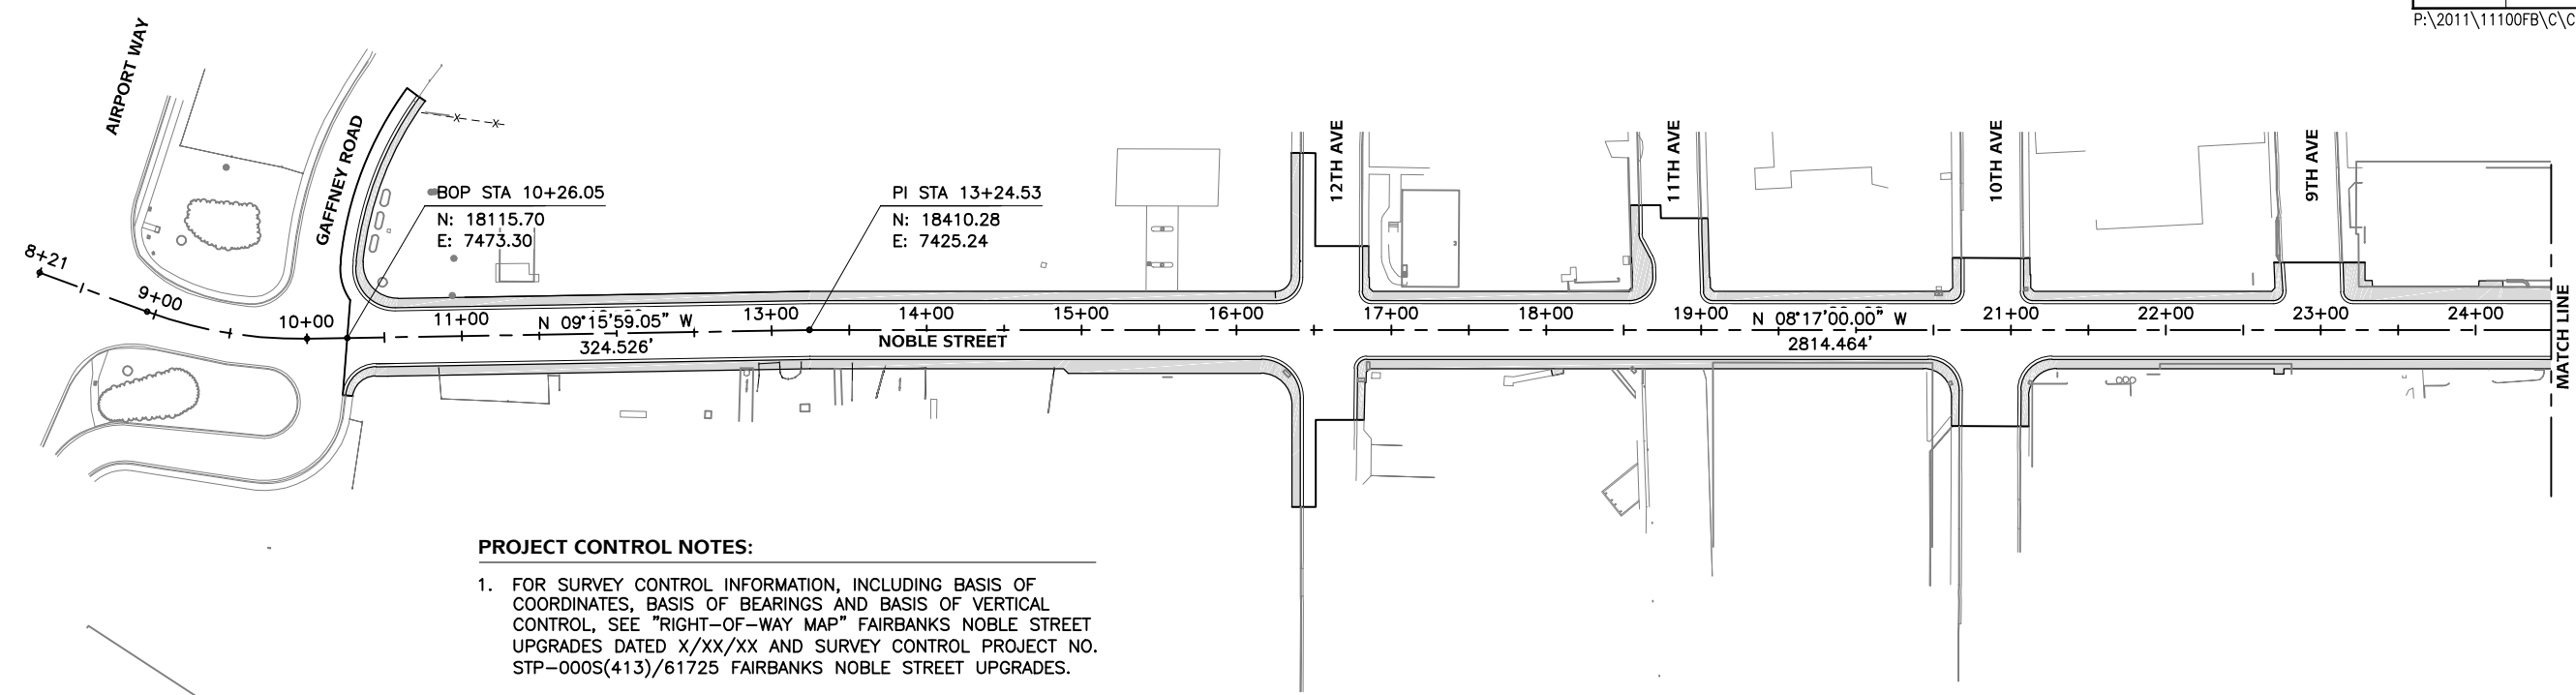 P:\2011\11100FB\C\C
AIRPORT WAY
GAFFNEY ROAD
12TH AVE
11TH AVE
10TH AVE
9TH AVE
BOP STA 10+26.05
N: 18115.70
E: 7473.30
PI STA 13+24.53
N: 18410.28
E: 7425.24
8+21
9+00
10+00
11+00
N 09°15'59.05" W
324.526'
13+00
14+00
NOBLE STREET
15+00
16+00
17+00
18+00
19+00
N 08°17'00.00" W
2814.464'
21+00
22+00
23+00
24+00
MATCH LINE
PROJECT CONTROL NOTES:
1. FOR SURVEY CONTROL INFORMATION, INCLUDING BASIS OF
COORDINATES, BASIS OF BEARINGS AND BASIS OF VERTICAL
CONTROL, SEE "RIGHT-OF-WAY MAP" FAIRBANKS NOBLE STREET
UPGRADES DATED X/XX/XX AND SURVEY CONTROL PROJECT NO.
STP-000S(413)/61725 FAIRBANKS NOBLE STREET UPGRADES.